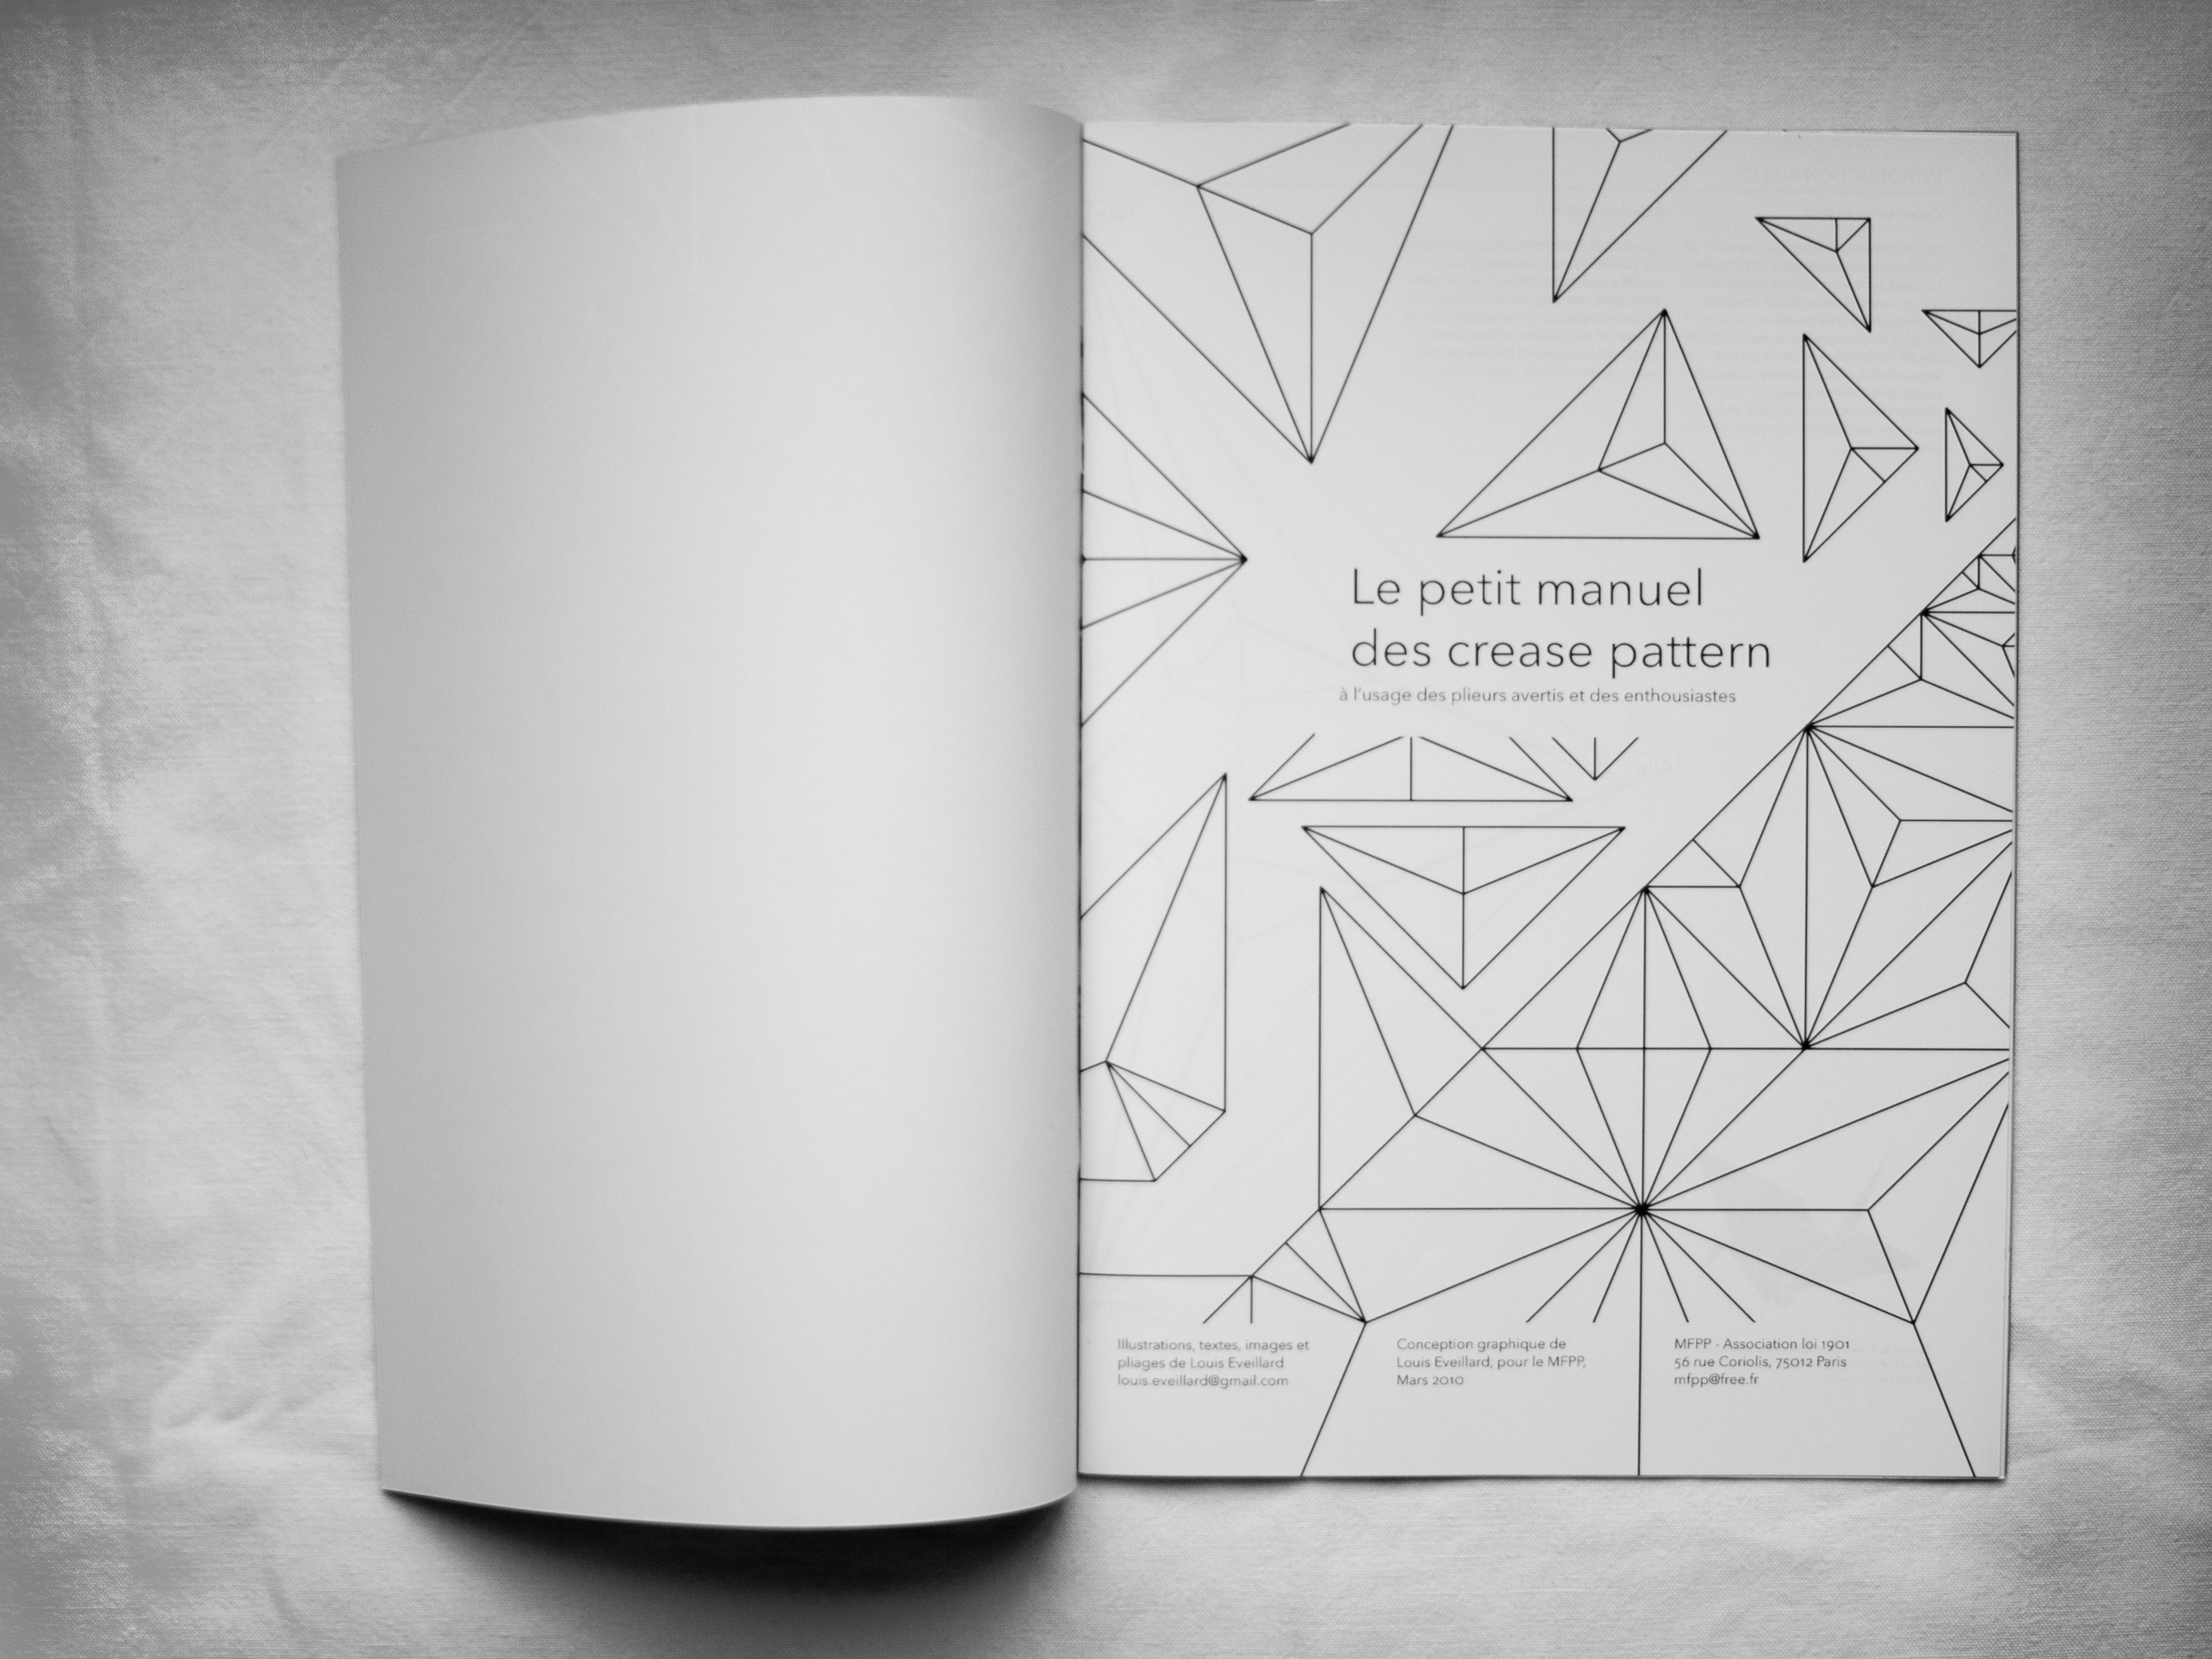 Le petit manuel
des crease pattern
à l'usage des plieurs avertis et des enthousiastes
Illustrations, textes, images et
pliages de Louis Eveillard
louis.eveillard@gmail.com
Conception graphique de
Louis Eveillard, pour le MFPP,
Mars 2010
MFPP - Association loi 1901
56 rue Coriolis, 75012 Paris
mfpp@free.fr